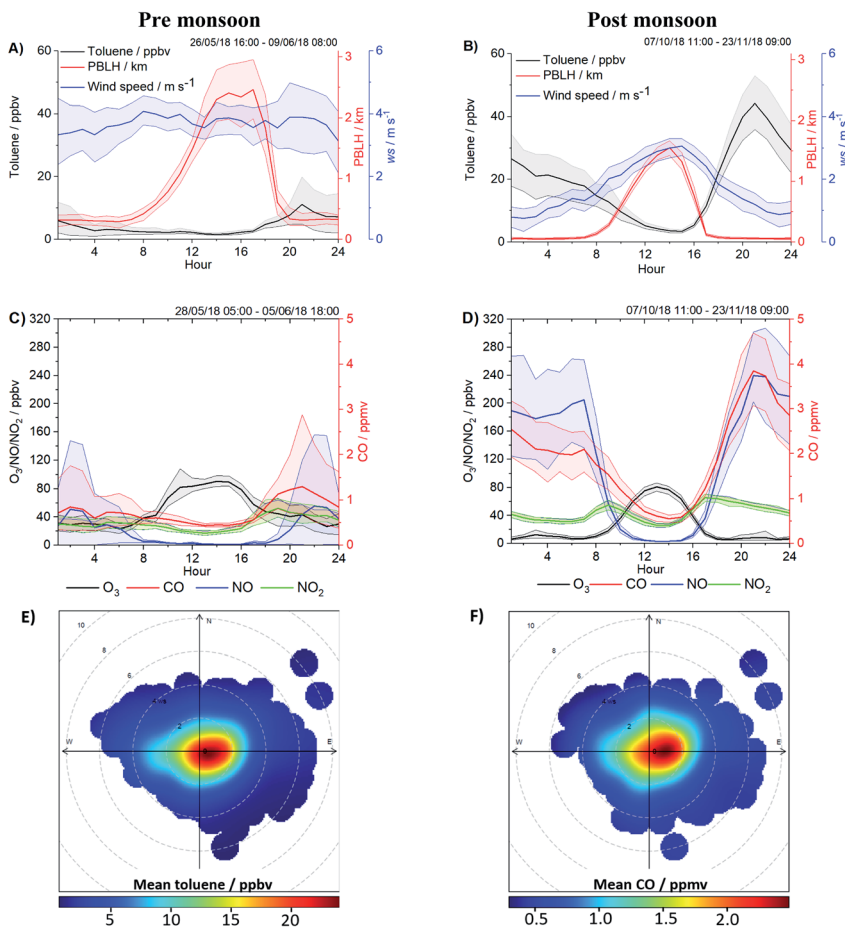 Pre monsoon
Post monsoon
A)
26/05/18 16:00 - 09/06/18 08:00
Toluene / ppbv
PBLH / km
Wind speed / m s⁻¹
60
40
20
0
Toluene / ppbv
3
2
1
0
PBLH / km
6
4
2
0
ws / m s⁻¹
4 8 12 16 20 24
Hour
B)
07/10/18 11:00 - 23/11/18 09:00
Toluene / ppbv
PBLH / km
Wind speed / m s⁻¹
60
40
20
0
Toluene / ppbv
3
2
1
0
PBLH / km
6
4
2
0
ws / m s⁻¹
4 8 12 16 20 24
Hour
C)
28/05/18 05:00 - 05/06/18 18:00
320
280
240
200
160
120
80
40
0
O₃/NO/NO₂ / ppbv
5
4
3
2
1
0
CO / ppmv
4 8 12 16 20 24
Hour
O₃ CO NO NO₂
D)
07/10/18 11:00 - 23/11/18 09:00
320
280
240
200
160
120
80
40
0
O₃/NO/NO₂ / ppbv
5
4
3
2
1
0
CO / ppmv
4 8 12 16 20 24
Hour
O₃ CO NO NO₂
E)
10
8
6
4 ws
2
N
W
E
Mean toluene / ppbv
5 10 15 20
F)
10
8
6
4 ws
2
N
W
E
Mean CO / ppmv
0.5 1.0 1.5 2.0